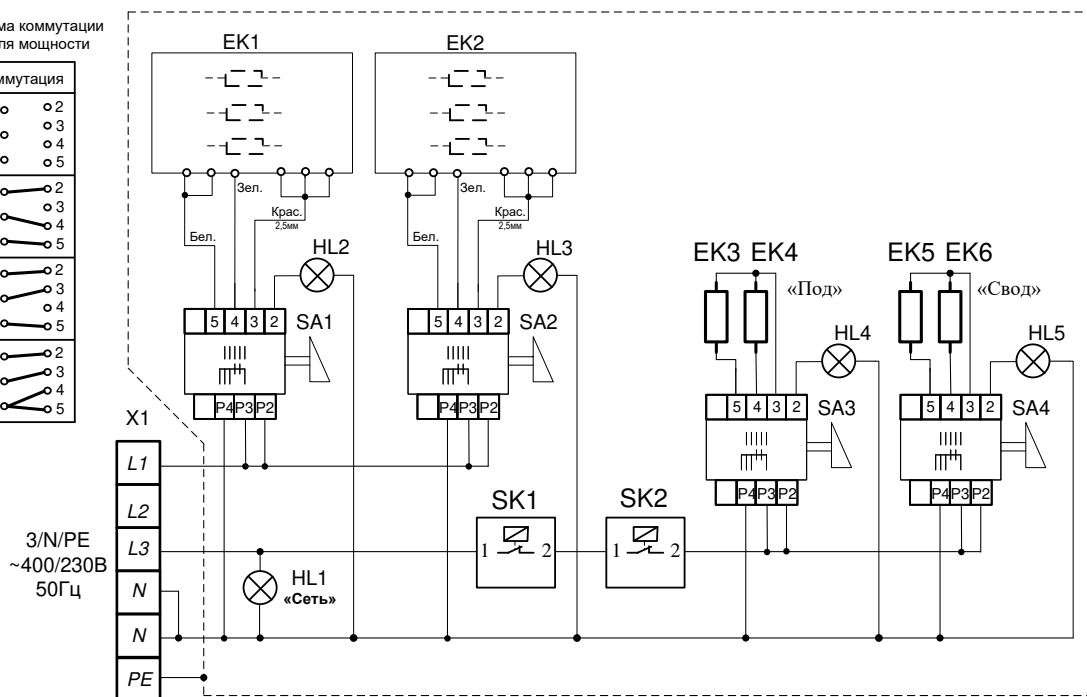 ма коммутации
ля мощности
ммутация
2
3
4
5
2
3
4
5
2
3
4
5
2
3
4
5
EK1
EK2
Зел.
Крас.
2,5мм
Бел.
Зел.
Крас.
2,5мм
Бел.
HL2
HL3
5 4 3 2
SA1
5 4 3 2
SA2
P4 P3 P2
P4 P3 P2
EK3 EK4
«Под»
EK5 EK6
«Свод»
HL4
HL5
5 4 3 2
SA3
5 4 3 2
SA4
P4 P3 P2
P4 P3 P2
X1
L1
L2
L3
N
N
PE
3/N/PE
~400/230В
50Гц
SK1
1 2
SK2
1 2
HL1
«Сеть»